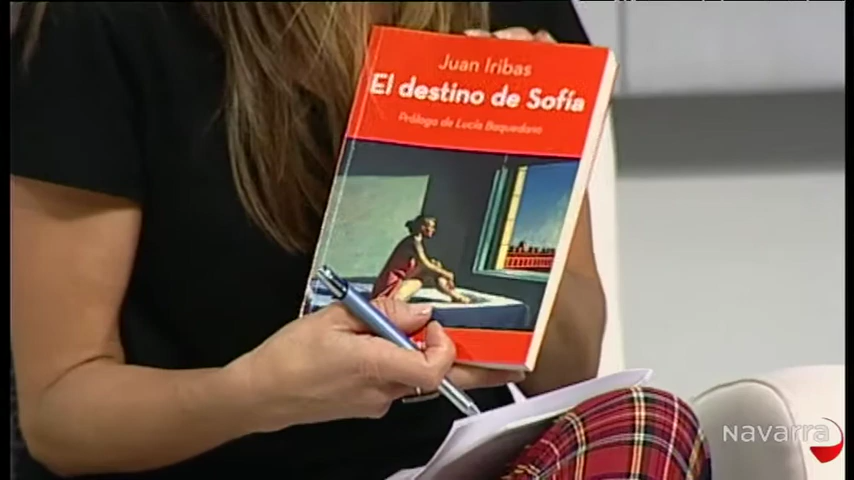 Juan Iribas
El destino de Sofía
Prólogo de Lucía Baquedano
NAVARRA